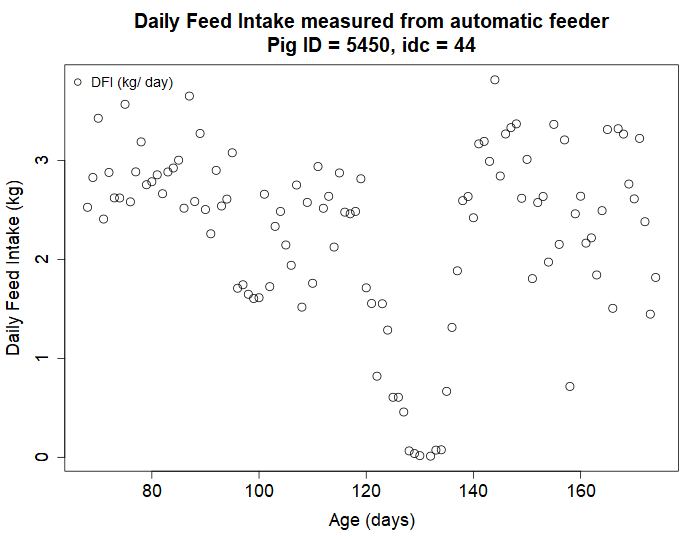 Daily Feed Intake measured from automatic feeder
Pig ID = 5450, idc = 44
DFI (kg/ day)
Daily Feed Intake (kg)
3
2
1
0
80 100 120 140 160
Age (days)